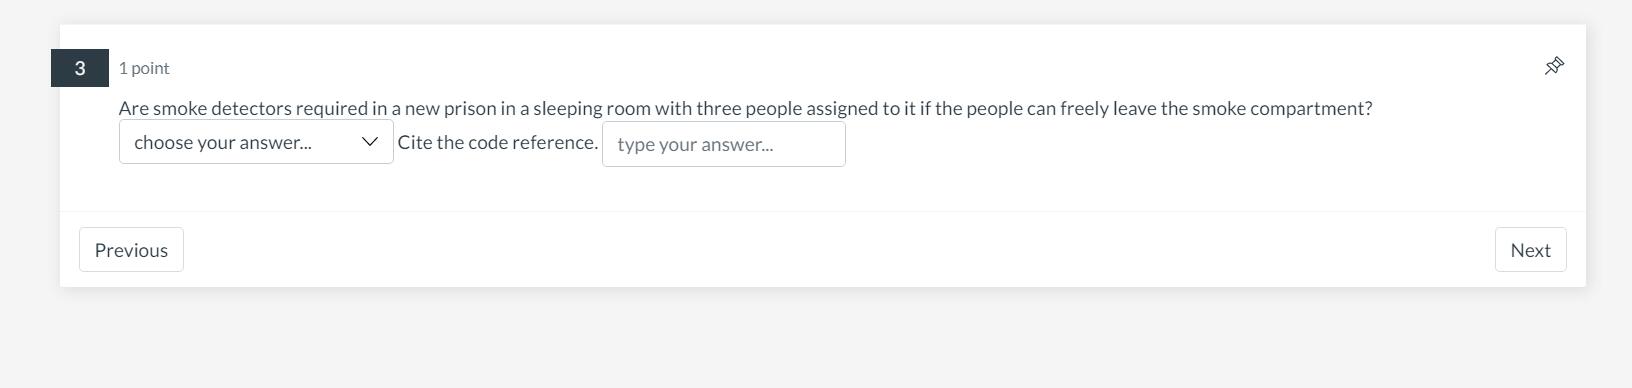 3
1 point
Are smoke detectors required in a new prison in a sleeping room with three people assigned to it if the people can freely leave the smoke compartment?
choose your answer... Cite the code reference. type your answer...
Previous
Next